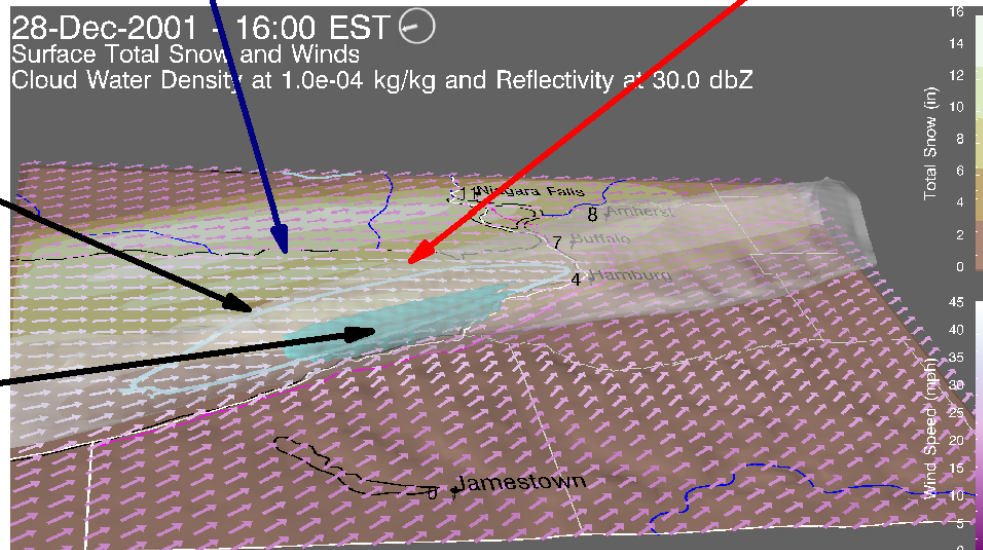 28-Dec-2001 - 16:00 EST
Surface Total Snow and Winds
Cloud Water Density at 1.0e-04 kg/kg and Reflectivity at 30.0 dbZ
16
14
12
10
8
6
4
2
0
Total Snow (in)
Niagara Falls
8 Amherst
7 Buffalo
4 Hamburg
45
40
35
30
25
20
15
10
5
0
Wind Speed (mph)
0 Jamestown